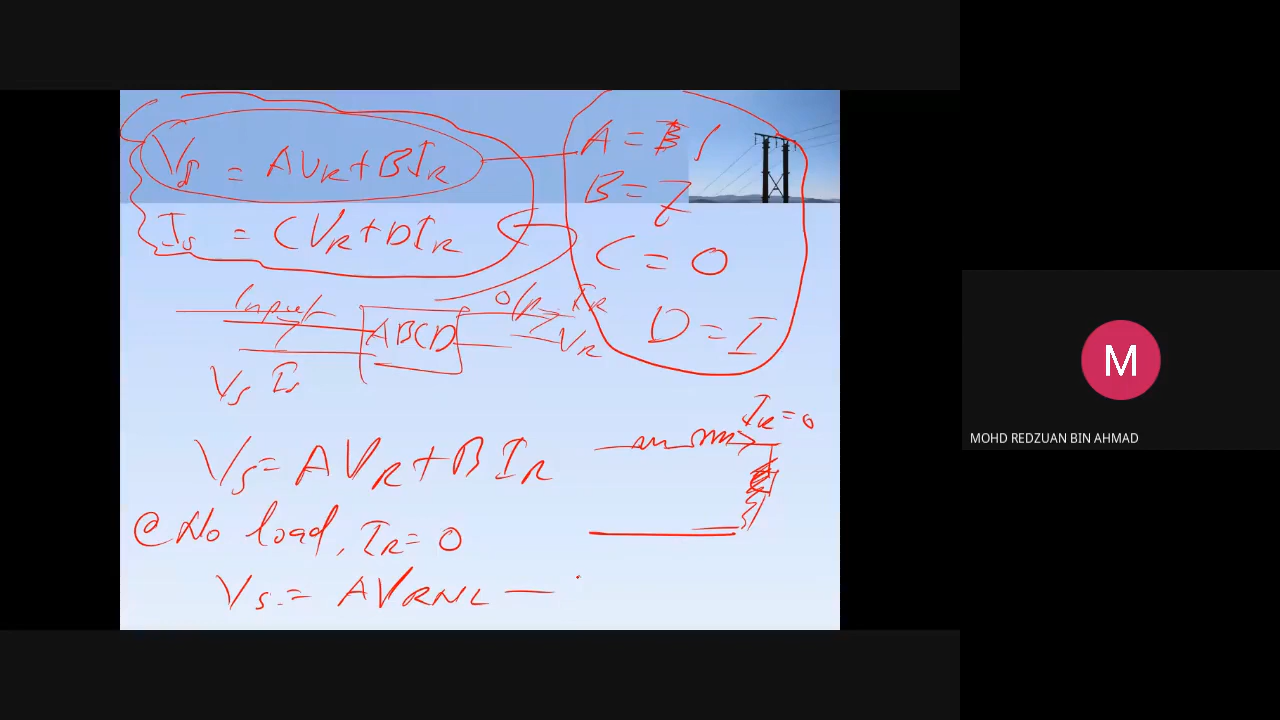 Vs = AVR + BIR
Is = CVR + DIR
A = 1
B = Z
C = 0
D = I
Input
ABCD
O/p
IR
VR
Vs Is
IR = 0
Vs = AVR + BIR
@ No load, IR = 0
Vs = AVRNL —
M
MOHD REDZUAN BIN AHMAD